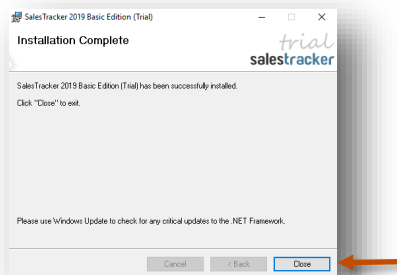 SalesTracker 2019 Basic Edition (Trial)
Installation Complete
trial
salestracker
SalesTracker 2019 Basic Edition (Trial) has been successfully installed.
Click "Close" to exit.
Please use Windows Update to check for any critical updates to the .NET Framework.
Cancel < Back Close